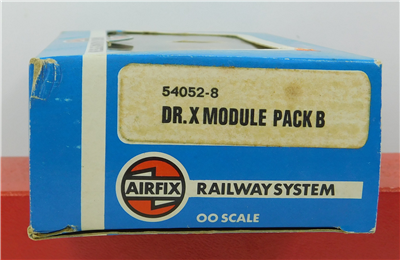 54052-8
DR.X MODULE PACK B
AIRFIX RAILWAY SYSTEM
OO SCALE